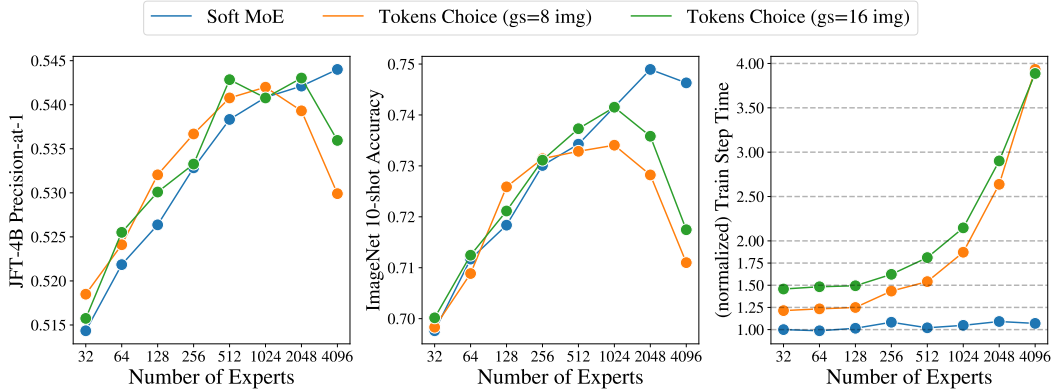 Soft MoE
Tokens Choice (gs=8 img)
Tokens Choice (gs=16 img)
JFT-4B Precision-at-1
0.545
0.540
0.535
0.530
0.525
0.520
0.515
32 64 128 256 512 1024 2048 4096
Number of Experts
ImageNet 10-shot Accuracy
0.75
0.74
0.73
0.72
0.71
0.70
32 64 128 256 512 1024 2048 4096
Number of Experts
(normalized) Train Step Time
4.00
3.50
3.00
2.50
2.00
1.75
1.50
1.25
1.00
32 64 128 256 512 1024 2048 4096
Number of Experts